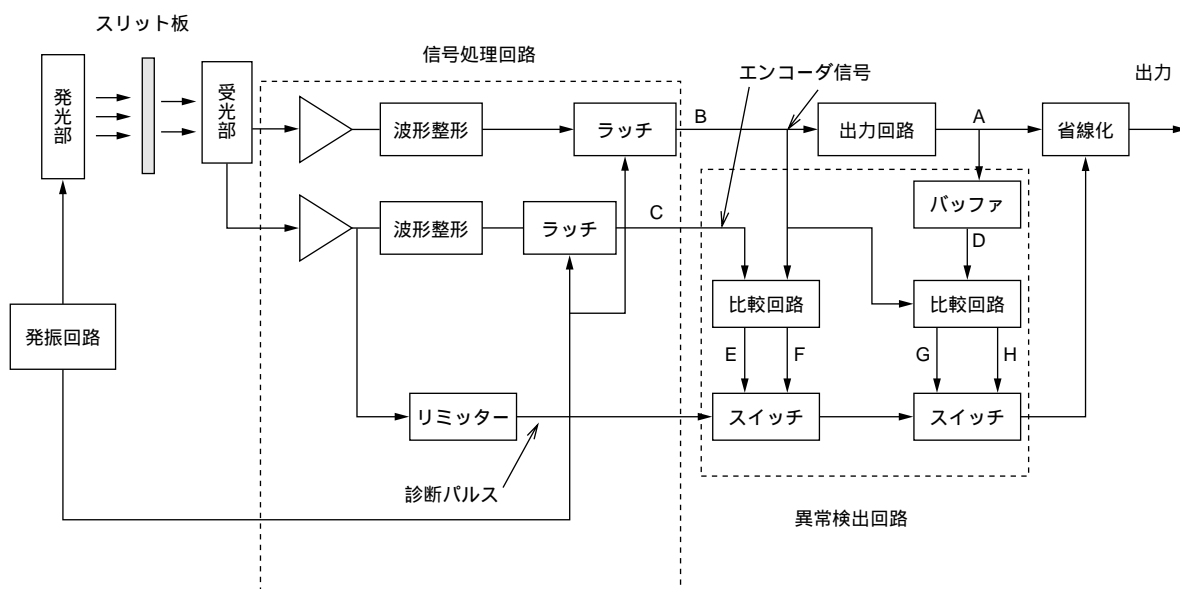 スリット板
信号処理回路
エンコーダ信号
出力
発光部
受光部
波形整形
ラッチ
B
出力回路
A
省線化
バッファ
波形整形
ラッチ
C
D
発振回路
比較回路
比較回路
E
F
G
H
リミッター
スイッチ
スイッチ
診断パルス
異常検出回路